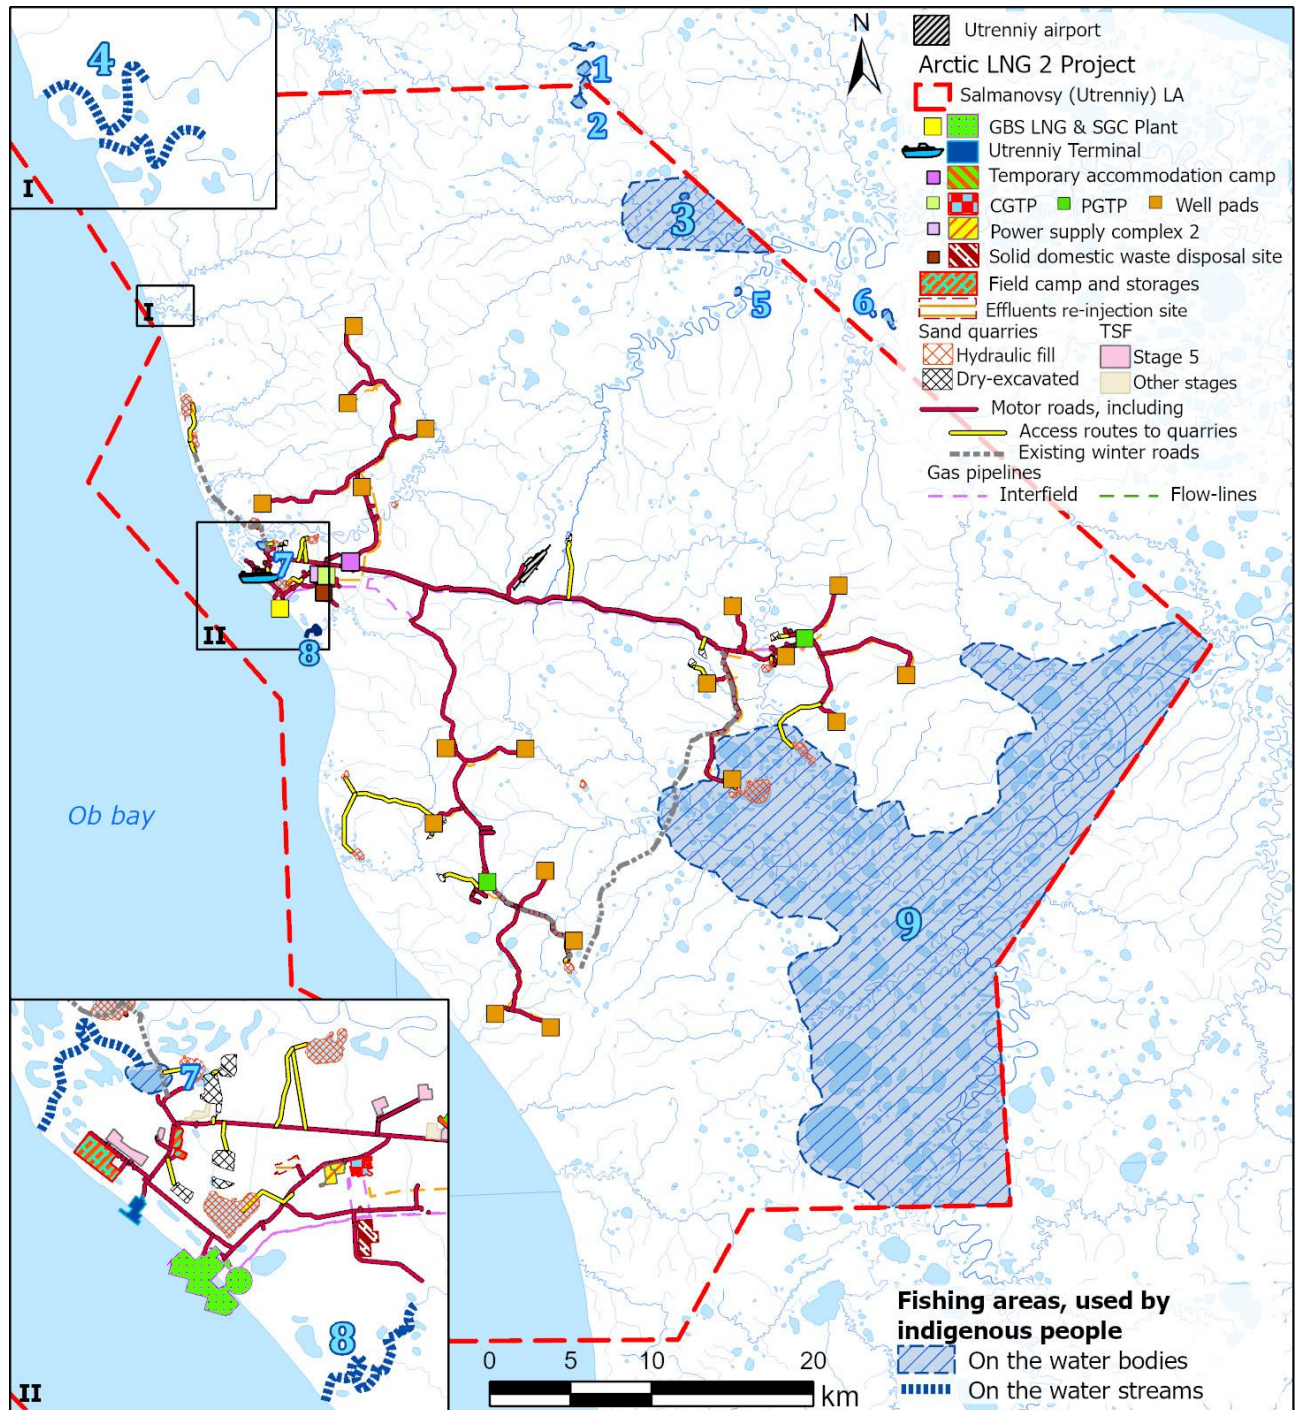 4
I
N
Utrenniy airport
Arctic LNG 2 Project
Salmanovsy (Utrenniy) LA
GBS LNG & SGC Plant
Utrenniy Terminal
Temporary accommodation camp
CGTP PGTP Well pads
Power supply complex 2
Solid domestic waste disposal site
Field camp and storages
Effluents re-injection site
Sand quarries TSF
Hydraulic fill Stage 5
Dry-excavated Other stages
Motor roads, including
Access routes to quarries
Existing winter roads
Gas pipelines
Interfield Flow-lines
1
2
3
5
6
I
7
II
8
Ob bay
9
7
8
II
0 5 10 20
km
Fishing areas, used by
indigenous people
On the water bodies
On the water streams